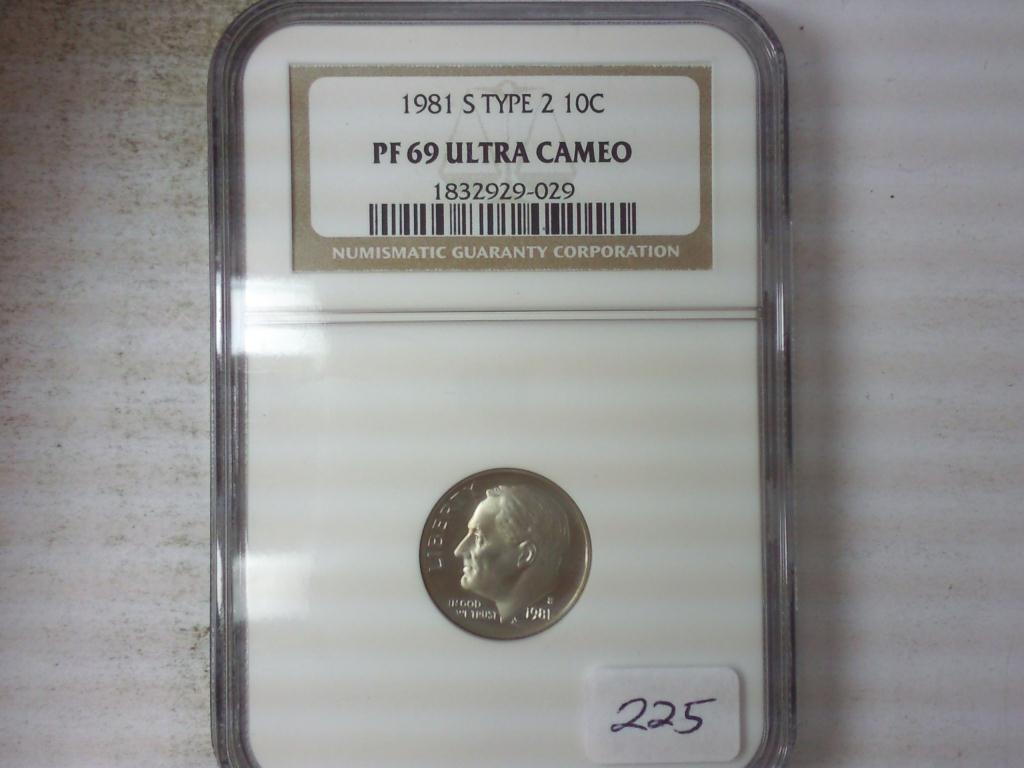 1981 S TYPE 2 10C
PF 69 ULTRA CAMEO
1832929-029
NUMISMATIC GUARANTY CORPORATION
LIBERTY
IN GOD
WE TRUST
S
1981
225